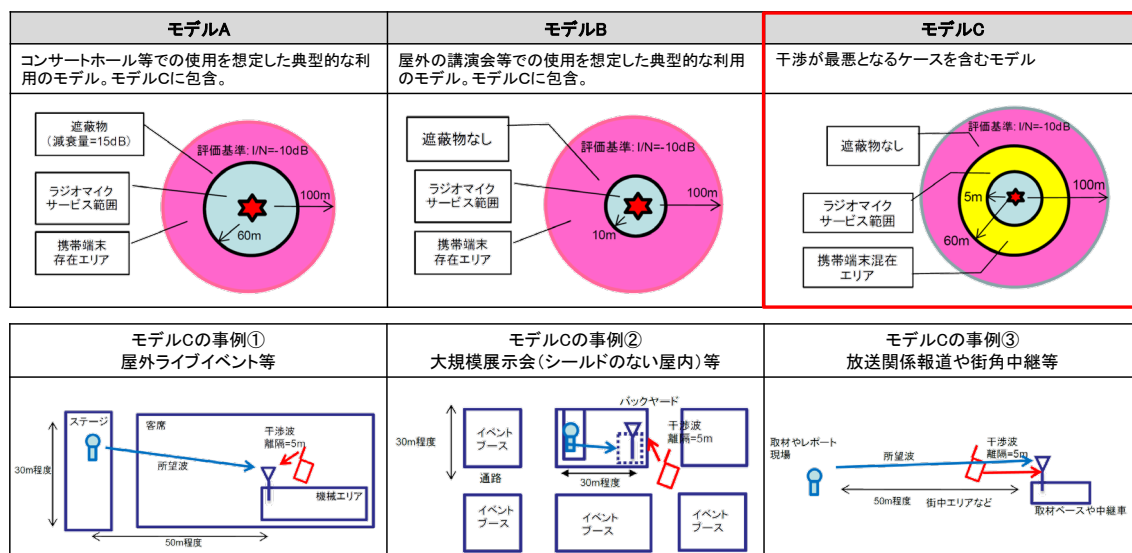 モデルA
モデルB
モデルC
コンサートホール等での使用を想定した典型的な利
用のモデル。モデルCに包含。
屋外の講演会等での使用を想定した典型的な利用
のモデル。モデルCに包含。
干渉が最悪となるケースを含むモデル
遮蔽物
(減衰量=15dB)
評価基準: I/N=-10dB
ラジオマイク
サービス範囲
100m
60m
携帯端末
存在エリア
遮蔽物なし
評価基準: I/N=-10dB
ラジオマイク
サービス範囲
100m
10m
携帯端末
存在エリア
評価基準: I/N=-10dB
遮蔽物なし
ラジオマイク
サービス範囲
5m
100m
60m
携帯端末混在
エリア
モデルCの事例①
屋外ライブイベント等
モデルCの事例②
大規模展示会(シールドのない屋内)等
モデルCの事例③
放送関係報道や街角中継等
ステージ
客席
干渉波
離隔=5m
30m程度
所望波
機械エリア
50m程度
バックヤード
イベント
ブース
干渉波
離隔=5m
30m程度
通路
30m程度
イベント
ブース
イベント
ブース
イベント
ブース
取材やレポート
現場
所望波
干渉波
離隔=5m
50m程度
街中エリアなど
取材ベースや中継車